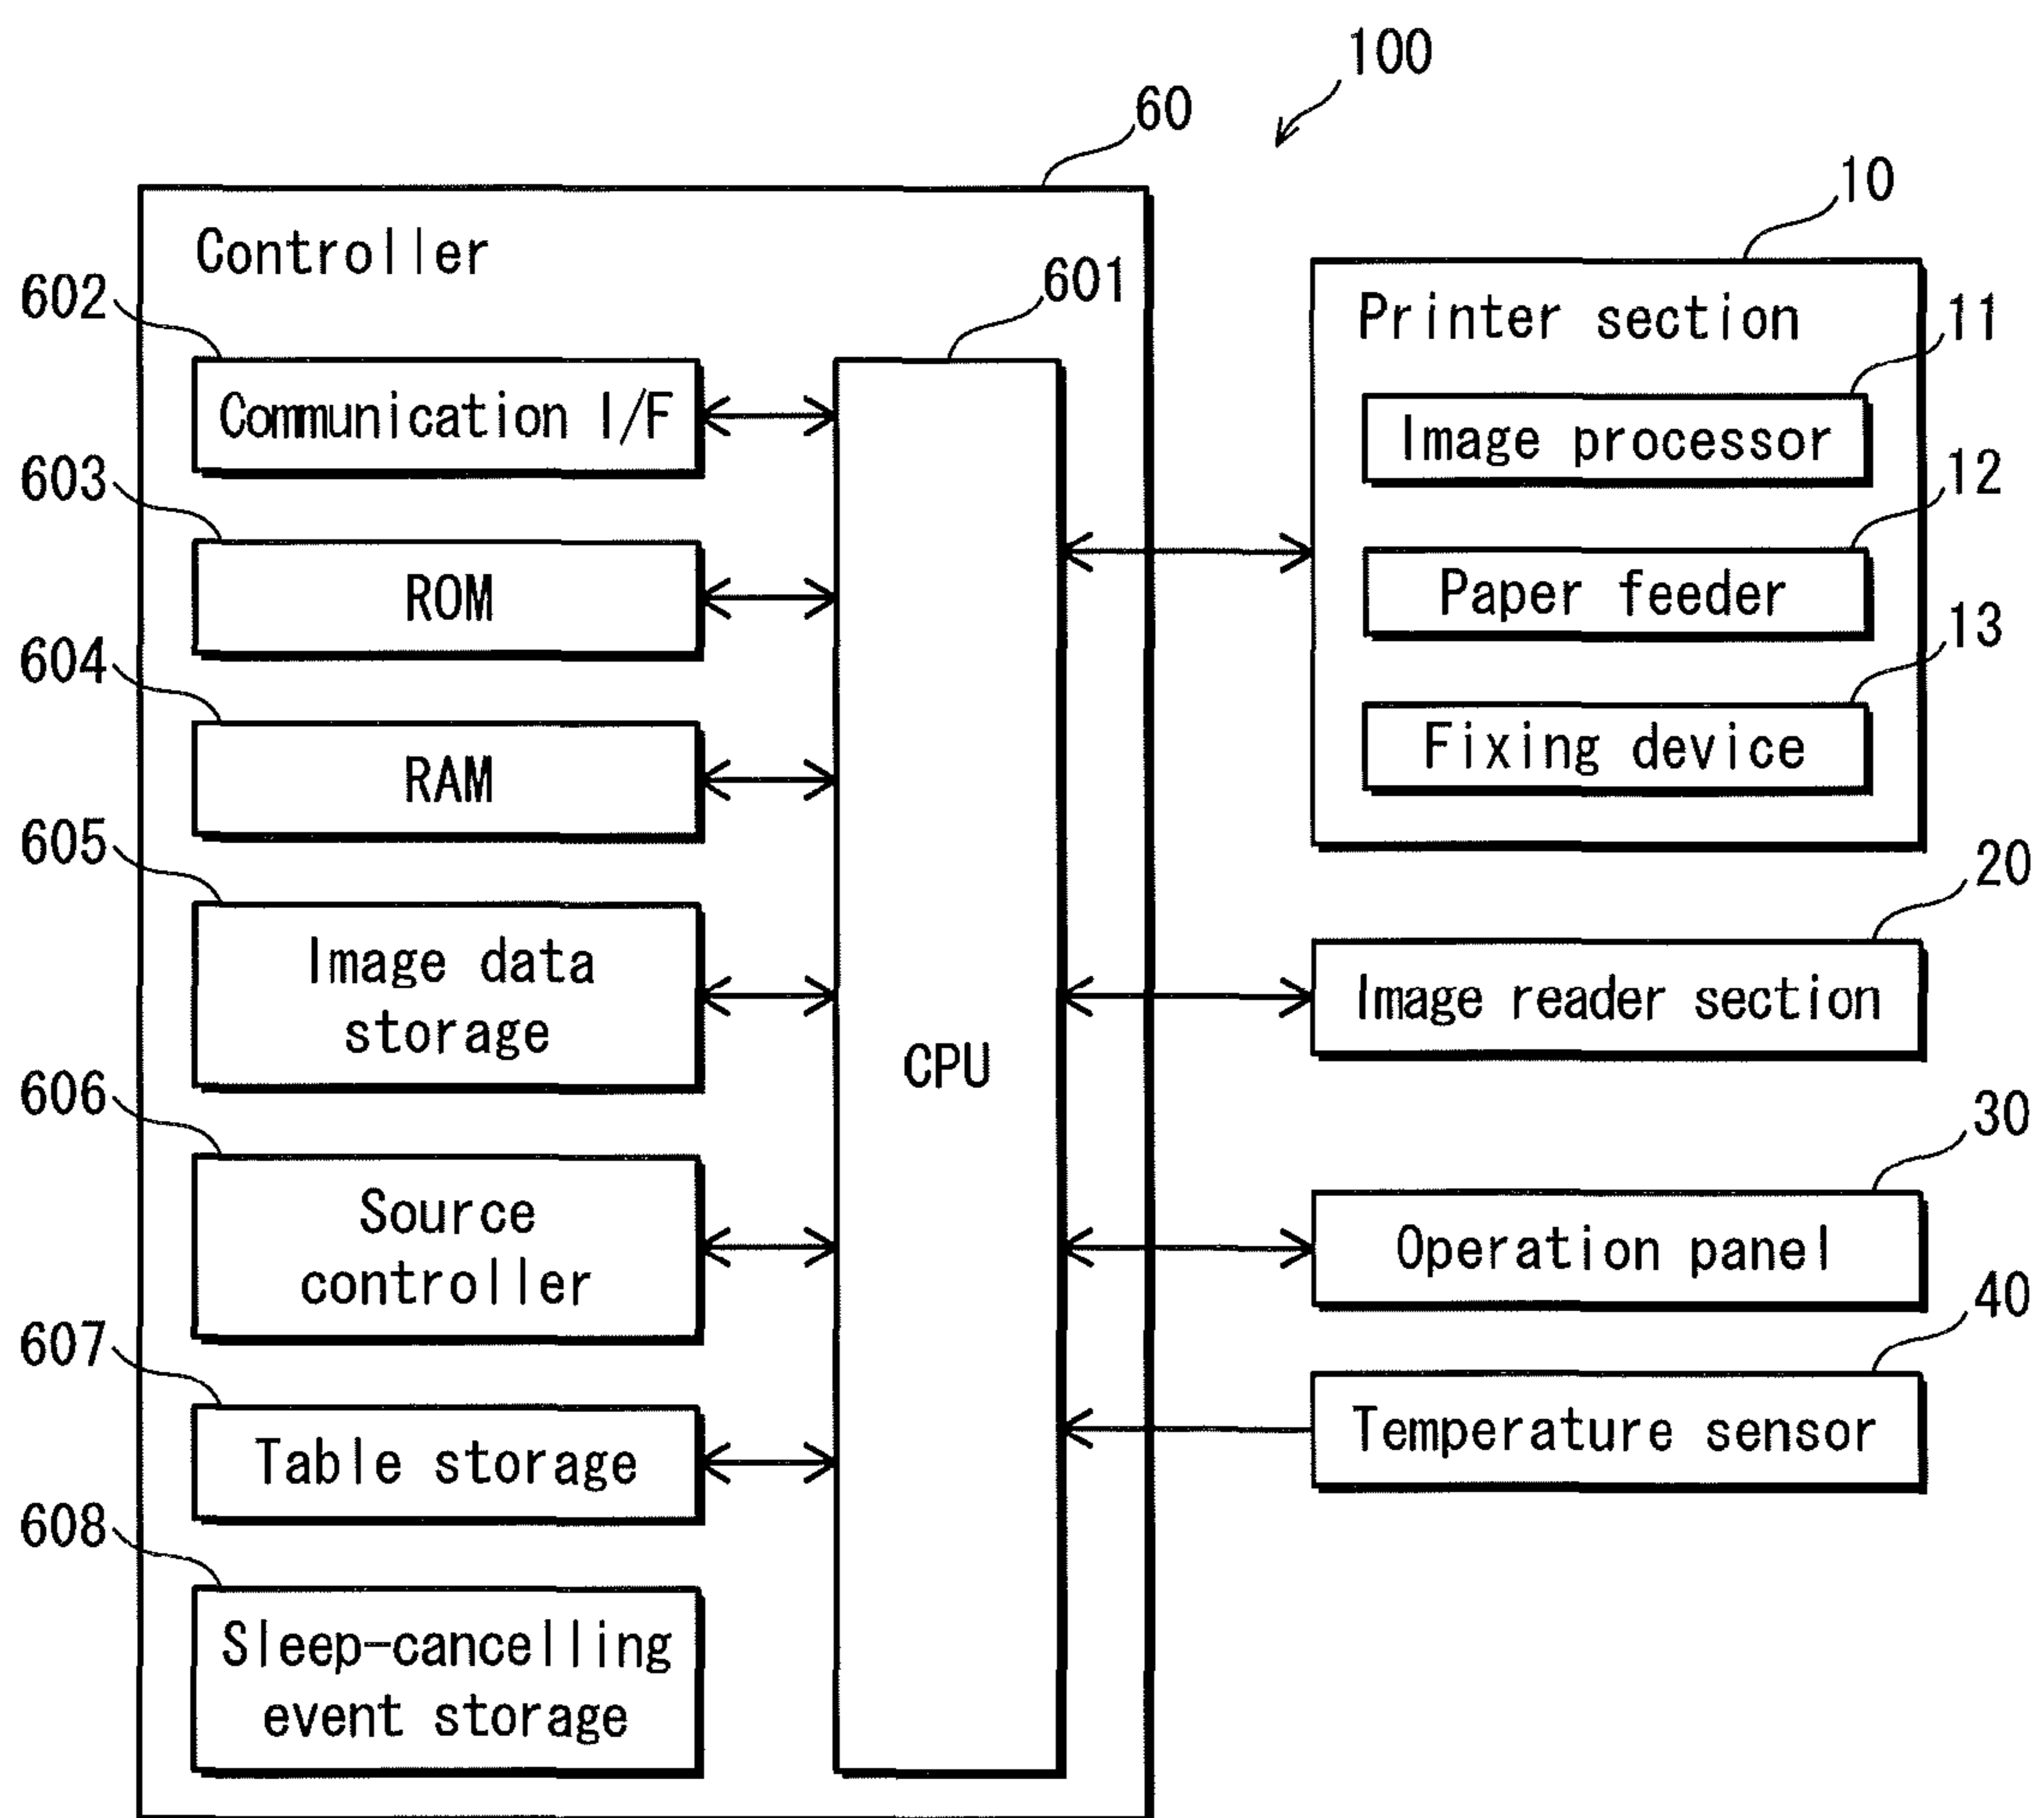 100
60
Controller
602
601
Communication I/F
603
ROM
604
RAM
605
Image data
storage
606
Source
controller
607
Table storage
608
Sleep-cancelling
event storage
CPU
10
Printer section
11
Image processor
12
Paper feeder
13
Fixing device
20
Image reader section
30
Operation panel
40
Temperature sensor